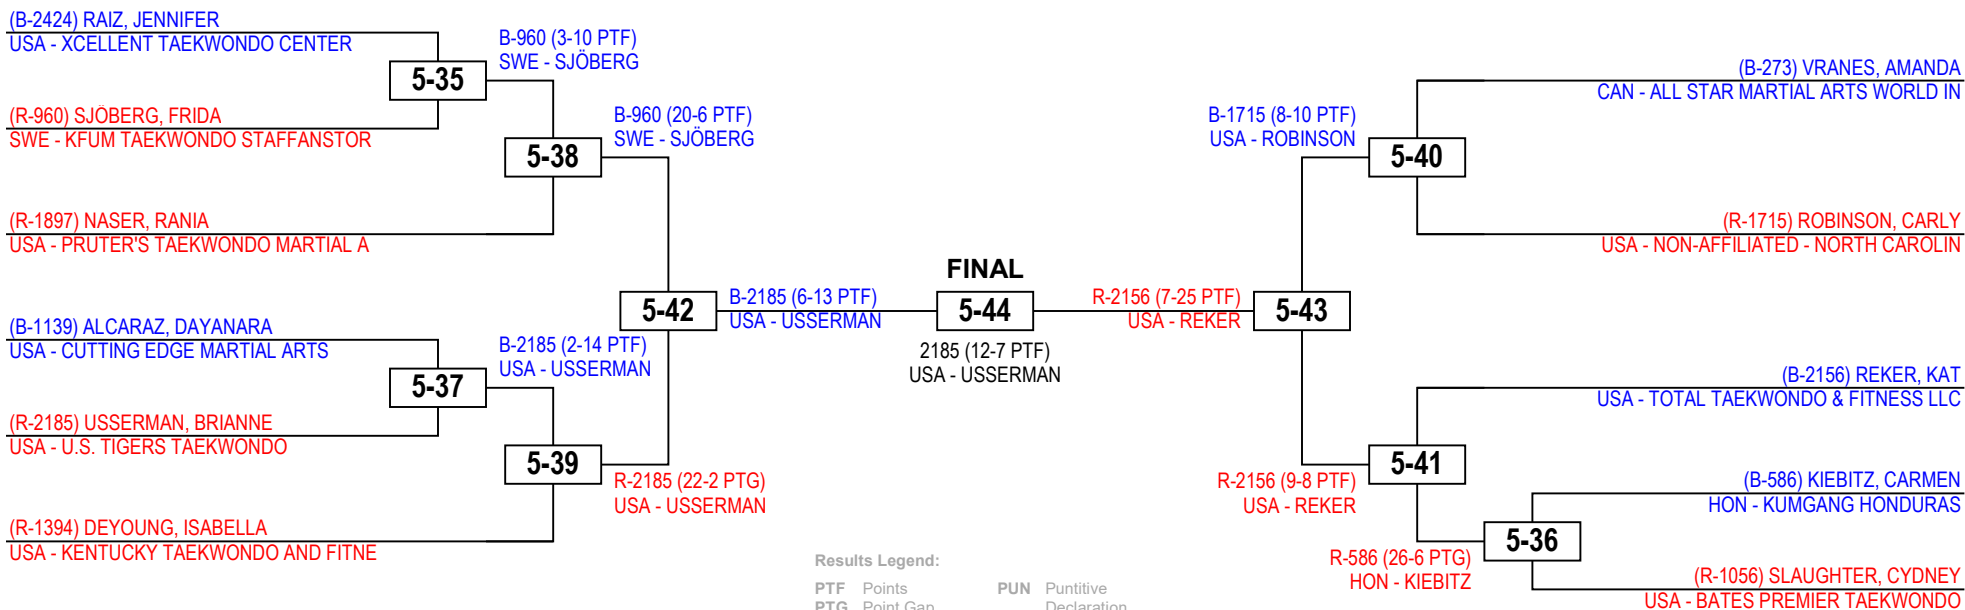 (B-2424) RAIZ, JENNIFER
USA - XCELLENT TAEKWONDO CENTER
5-35
(R-960) SJÖBERG, FRIDA
SWE - KFUM TAEKWONDO STAFFANSTOR
B-960 (3-10 PTF)
SWE - SJÖBERG
5-38
(R-1897) NASER, RANIA
USA - PRUTER'S TAEKWONDO MARTIAL A
B-960 (20-6 PTF)
SWE - SJÖBERG
5-42
(B-1139) ALCARAZ, DAYANARA
USA - CUTTING EDGE MARTIAL ARTS
5-37
(R-2185) USSERMAN, BRIANNE
USA - U.S. TIGERS TAEKWONDO
B-2185 (2-14 PTF)
USA - USSERMAN
5-39
(R-1394) DEYOUNG, ISABELLA
USA - KENTUCKY TAEKWONDO AND FITNE
R-2185 (22-2 PTG)
USA - USSERMAN
B-2185 (6-13 PTF)
USA - USSERMAN
FINAL
5-44
2185 (12-7 PTF)
USA - USSERMAN
R-2156 (7-25 PTF)
USA - REKER
5-43
B-1715 (8-10 PTF)
USA - ROBINSON
5-40
(B-273) VRANES, AMANDA
CAN - ALL STAR MARTIAL ARTS WORLD IN
(R-1715) ROBINSON, CARLY
USA - NON-AFFILIATED - NORTH CAROLIN
(B-2156) REKER, KAT
USA - TOTAL TAEKWONDO & FITNESS LLC
5-41
R-2156 (9-8 PTF)
USA - REKER
(B-586) KIEBITZ, CARMEN
HON - KUMGANG HONDURAS
5-36
R-586 (26-6 PTG)
HON - KIEBITZ
(R-1056) SLAUGHTER, CYDNEY
USA - BATES PREMIER TAEKWONDO
Results Legend:
PTF Points
PTG Point Gap
PUN Puntitive
Declaration